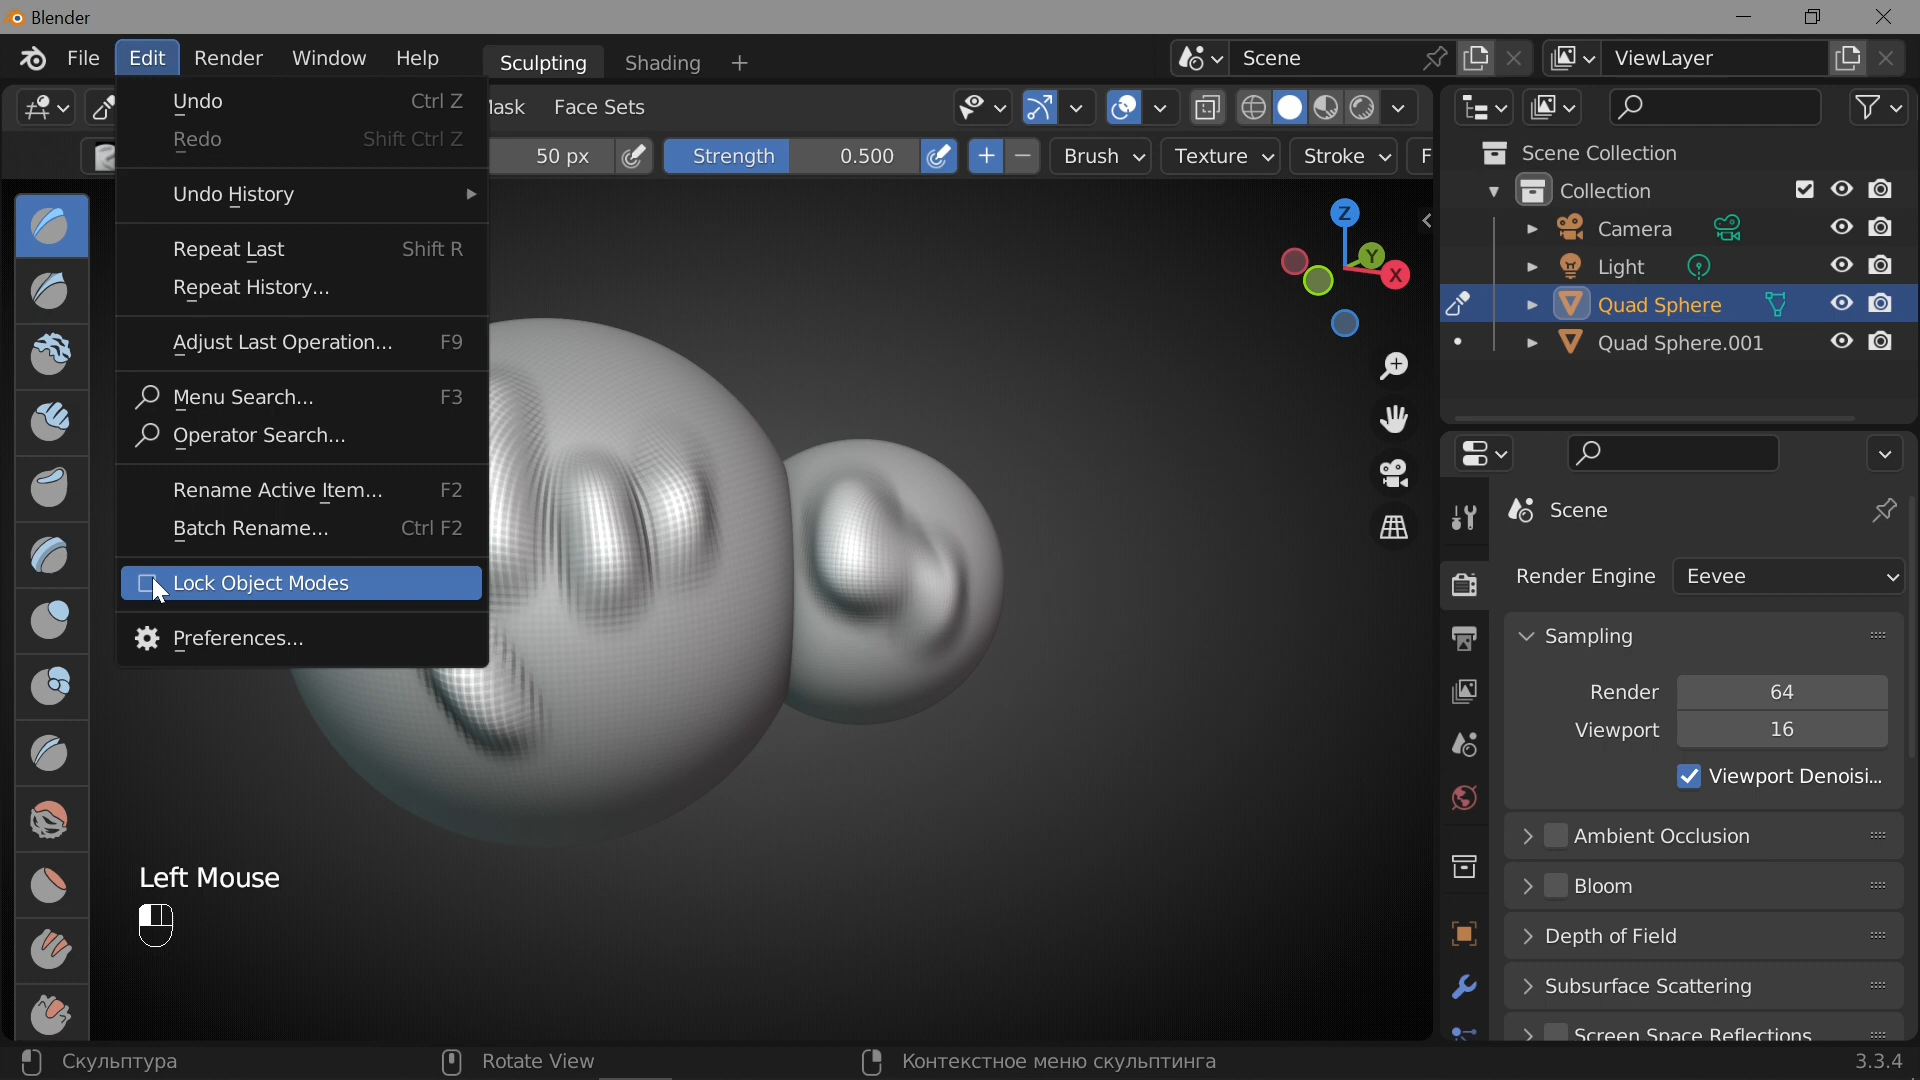 Blender
File Edit Render Window Help Sculpting Shading + Scene ViewLayer
Undo Ctrl Z
Redo Shift Ctrl Z
Undo History
Repeat Last Shift R
Repeat History...
Adjust Last Operation... F9
Menu Search... F3
Operator Search...
Rename Active Item... F2
Batch Rename... Ctrl F2
Lock Object Modes
Preferences...
Face Sets
50 px Strength 0.500 Brush Texture Stroke F
Z
Y
X
Left Mouse
Scene Collection
Collection
Camera
Light
Quad Sphere
Quad Sphere.001
Scene
Render Engine Eevee
Sampling
Render 64
Viewport 16
Viewport Denoisi...
Ambient Occlusion
Bloom
Depth of Field
Subsurface Scattering
Screen Space Reflections
Скульптура Rotate View Контекстное меню скульптинга 3.3.4